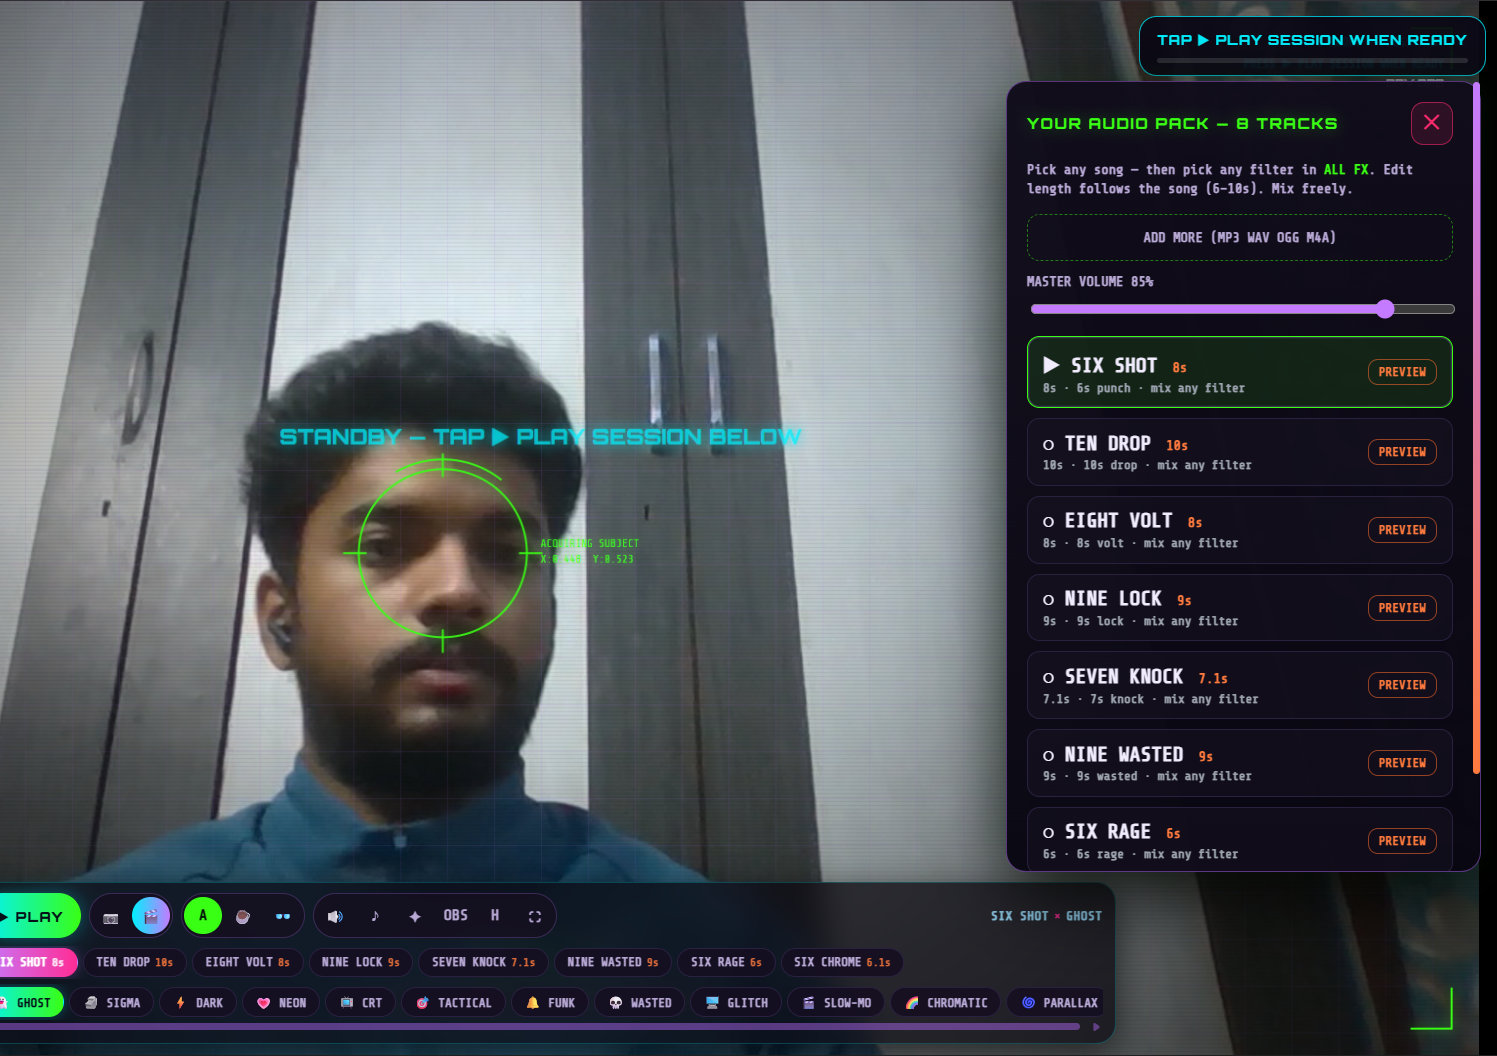 TAP ▶ PLAY SESSION WHEN READY
YOUR AUDIO PACK — 8 TRACKS
Pick any song — then pick any filter in ALL FX. Edit
length follows the song (6–10s). Mix freely.
ADD MORE (MP3 WAV OGG M4A)
MASTER VOLUME 85%
▶ SIX SHOT 8s
8s · 6s punch · mix any filter
PREVIEW
TEN DROP 10s
10s · 10s drop · mix any filter
PREVIEW
EIGHT VOLT 8s
8s · 8s volt · mix any filter
PREVIEW
NINE LOCK 9s
9s · 9s lock · mix any filter
PREVIEW
SEVEN KNOCK 7.1s
7.1s · 7s knock · mix any filter
PREVIEW
NINE WASTED 9s
9s · 9s wasted · mix any filter
PREVIEW
SIX RAGE 6s
6s · 6s rage · mix any filter
PREVIEW
STANDBY — TAP ▶ PLAY SESSION BELOW
ACQUIRING SUBJECT
Y:0.523
▶ PLAY
A
OBS
H
SIX SHOT × GHOST
IX SHOT 8s
TEN DROP 10s
EIGHT VOLT 8s
NINE LOCK 9s
SEVEN KNOCK 7.1s
NINE WASTED 9s
SIX RAGE 6s
SIX CHROME 6.1s
GHOST
SIGMA
DARK
NEON
CRT
TACTICAL
FUNK
WASTED
GLITCH
SLOW-MO
CHROMATIC
PARALLAX